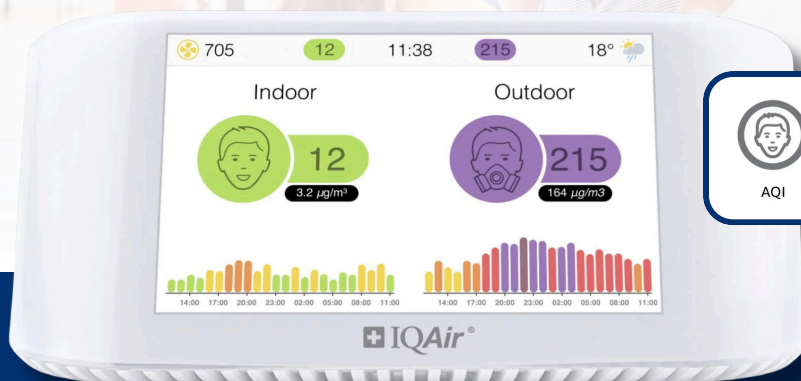 705 12 11:38 215 18°
Indoor Outdoor
12 215
3.2 µg/m³ 164 µg/m3
14:00 17:00 20:00 23:00 02:00 05:00 08:00 11:00 14:00 17:00 20:00 23:00 02:00 05:00 08:00 11:00
IQAir®
AQI